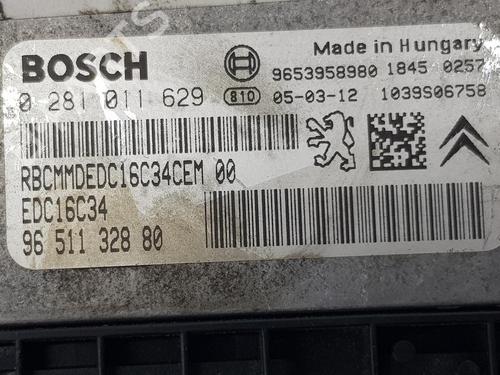 BOSCH
Made in Hungary
9653958980 1845 0257
0 281 011 629
810 05-03-12 1039S06758
RBCMMDEDC16C34CEM 00
EDC16C34
96 511 328 80